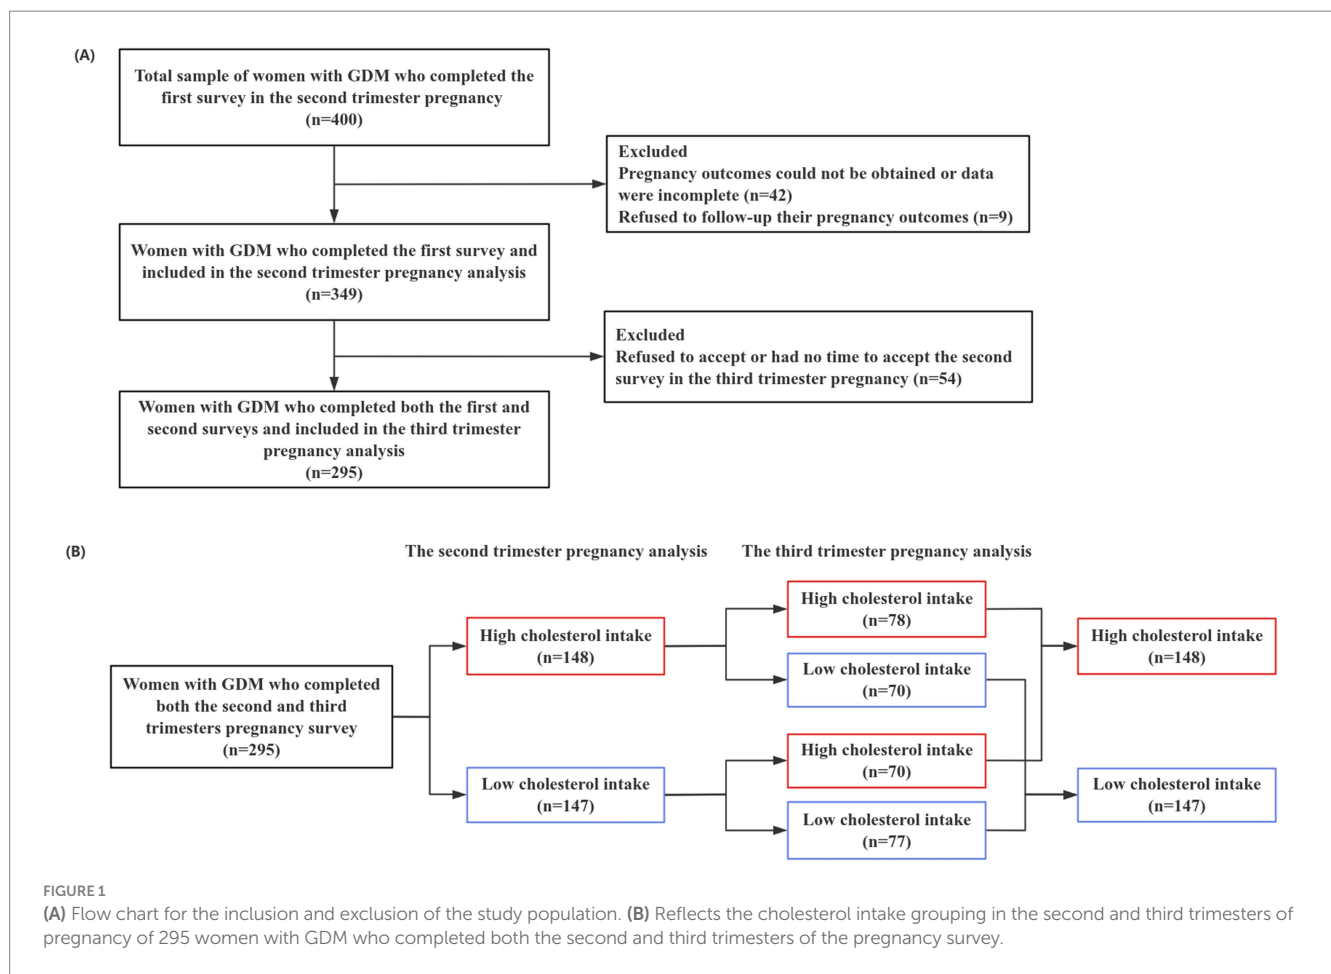 (A)
Total sample of women with GDM who completed the
first survey in the second trimester pregnancy
(n=400)
Excluded
Pregnancy outcomes could not be obtained or data
were incomplete (n=42)
Refused to follow-up their pregnancy outcomes (n=9)
Women with GDM who completed the first survey and
included in the second trimester pregnancy analysis
(n=349)
Excluded
Refused to accept or had no time to accept the second
survey in the third trimester pregnancy (n=54)
Women with GDM who completed both the first and
second surveys and included in the third trimester
pregnancy analysis
(n=295)
(B)
The second trimester pregnancy analysis
The third trimester pregnancy analysis
Women with GDM who completed
both the second and third
trimesters pregnancy survey
(n=295)
High cholesterol intake
(n=148)
Low cholesterol intake
(n=147)
High cholesterol intake
(n=78)
Low cholesterol intake
(n=70)
High cholesterol intake
(n=70)
Low cholesterol intake
(n=77)
High cholesterol intake
(n=148)
Low cholesterol intake
(n=147)
FIGURE 1
(A) Flow chart for the inclusion and exclusion of the study population. (B) Reflects the cholesterol intake grouping in the second and third trimesters of
pregnancy of 295 women with GDM who completed both the second and third trimesters of the pregnancy survey.